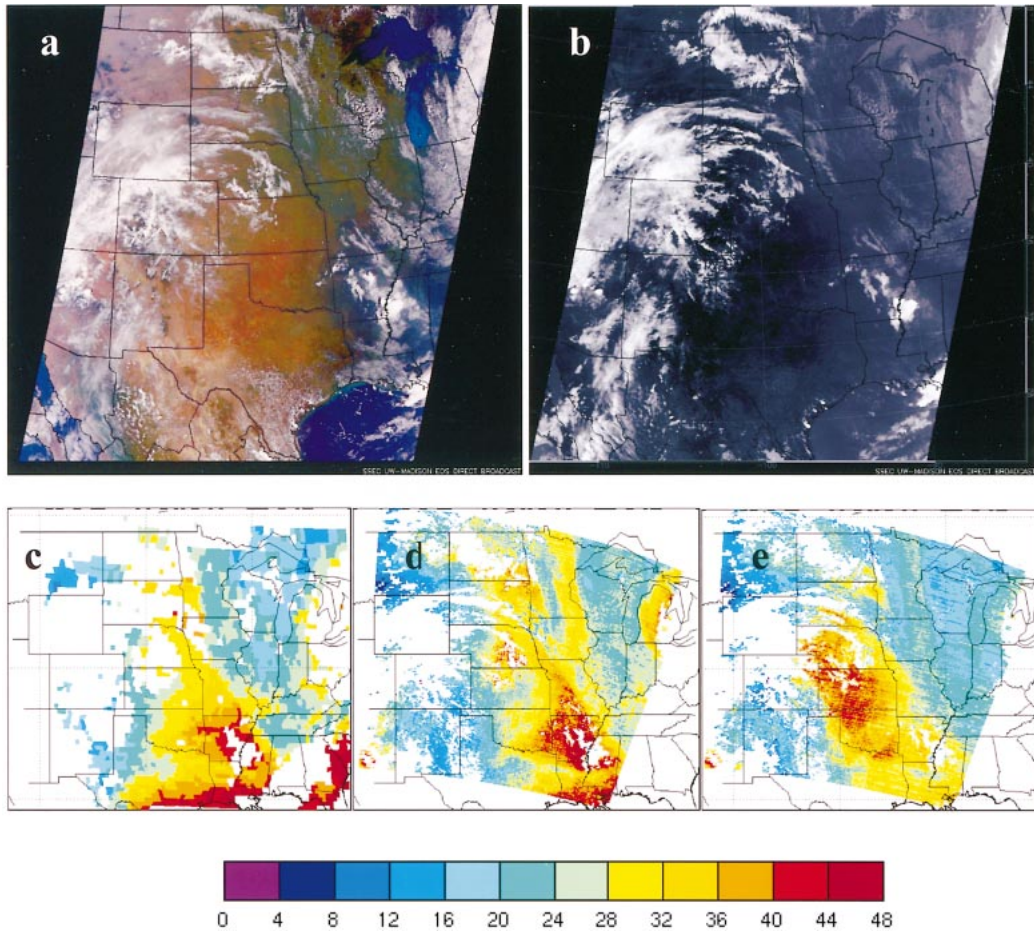 a
b
SSEC UW-MADISON EOS DIRECT BROADCAST
SSEC UW-MADISON EOS DIRECT BROADCAST
c
d
e
0 4 8 12 16 20 24 28 32 36 40 44 48